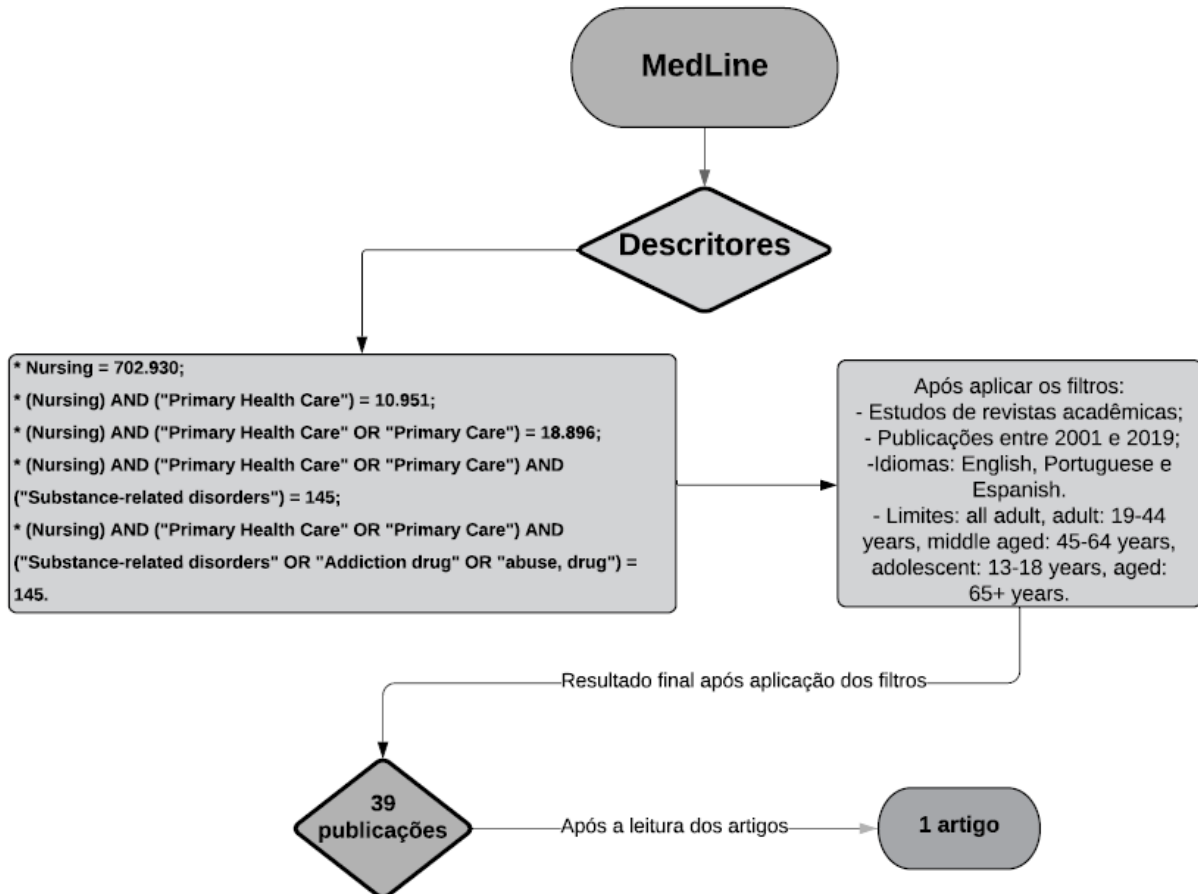 MedLine
Descritores
* Nursing = 702.930;
* (Nursing) AND ("Primary Health Care") = 10.951;
* (Nursing) AND ("Primary Health Care" OR "Primary Care") = 18.896;
* (Nursing) AND ("Primary Health Care" OR "Primary Care") AND
("Substance-related disorders") = 145;
* (Nursing) AND ("Primary Health Care" OR "Primary Care") AND
("Substance-related disorders" OR "Addiction drug" OR "abuse, drug") =
145.
Após aplicar os filtros:
- Estudos de revistas acadêmicas;
- Publicações entre 2001 e 2019;
-Idiomas: English, Portuguese e
Espanish.
- Limites: all adult, adult: 19-44
years, middle aged: 45-64 years,
adolescent: 13-18 years, aged:
65+ years.
Resultado final após aplicação dos filtros
39
publicações
Após a leitura dos artigos
1 artigo